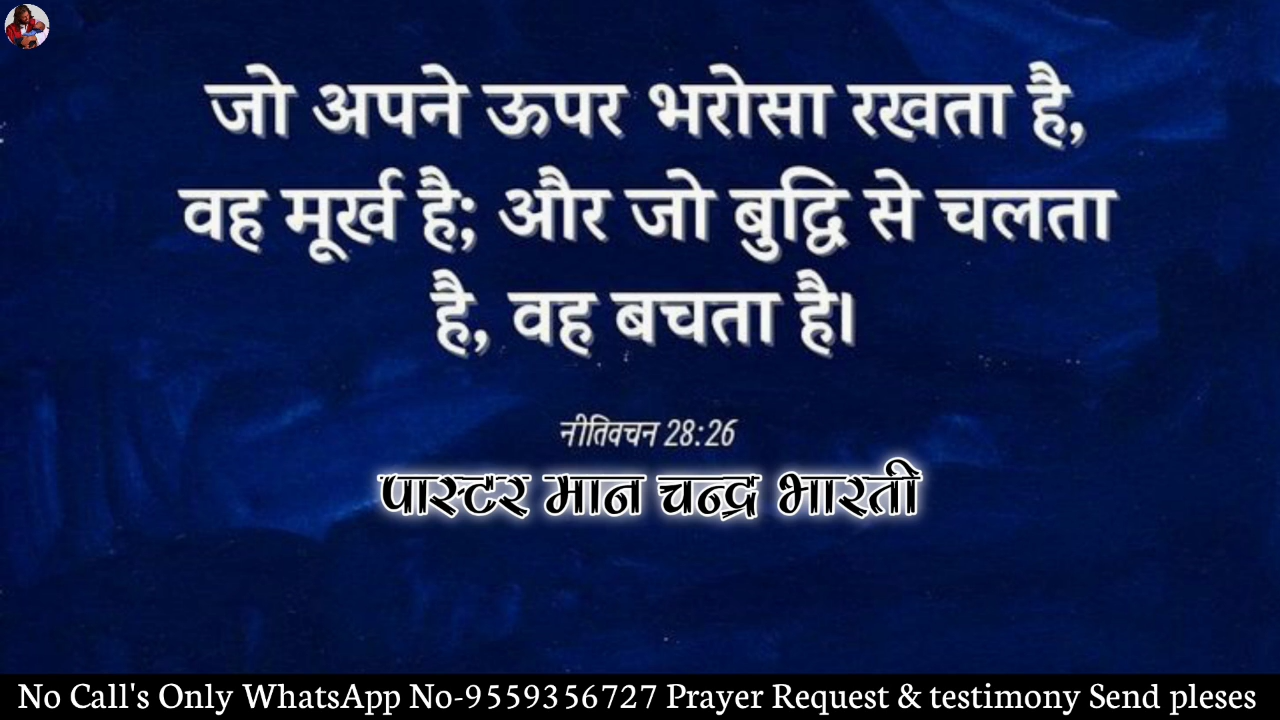 जो अपने ऊपर भरोसा रखता है,
वह मूर्ख है; और जो बुद्धि से चलता
है, वह बचता है।
नीतिवचन 28:26
पास्टर मान चन्द्र भारती
No Call's Only WhatsApp No-9559356727 Prayer Request & testimony Send pleses